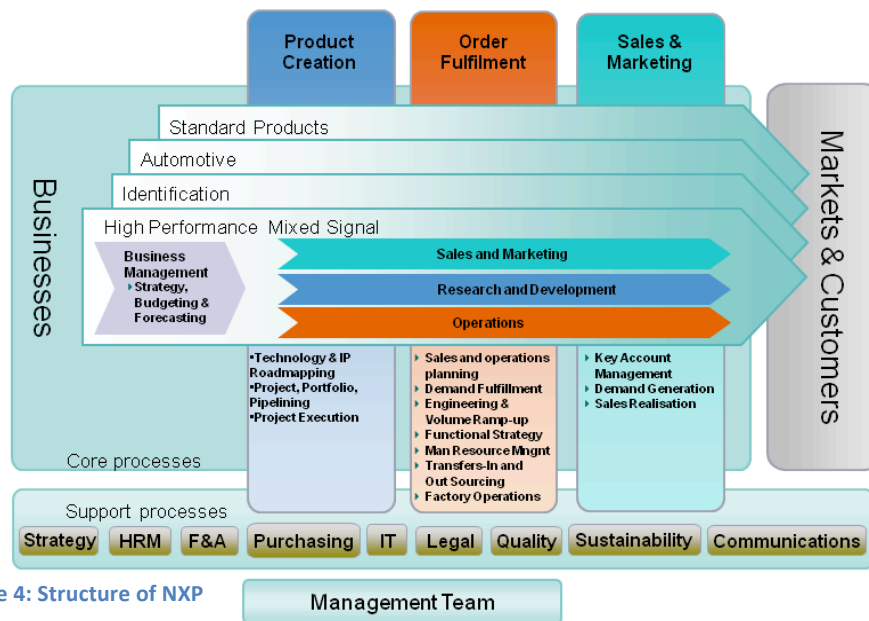 Product
Creation
Order
Fulfilment
Sales &
Marketing
Businesses
Standard Products
Automotive
Identification
High Performance Mixed Signal
Business
Management
Strategy,
Budgeting &
Forecasting
Sales and Marketing
Research and Development
Operations
Markets & Customers
•Technology & IP
Roadmapping
•Project, Portfolio,
Pipelining
•Project Execution
Sales and operations
planning
Demand Fulfillment
Engineering &
Volume Ramp-up
Functional Strategy
Man Resource Mngnt
Transfers-In and
Out Sourcing
Factory Operations
Key Account
Management
Demand Generation
Sales Realisation
Core processes
Support processes
Strategy
HRM
F&A
Purchasing
IT
Legal
Quality
Sustainability
Communications
e 4: Structure of NXP
Management Team